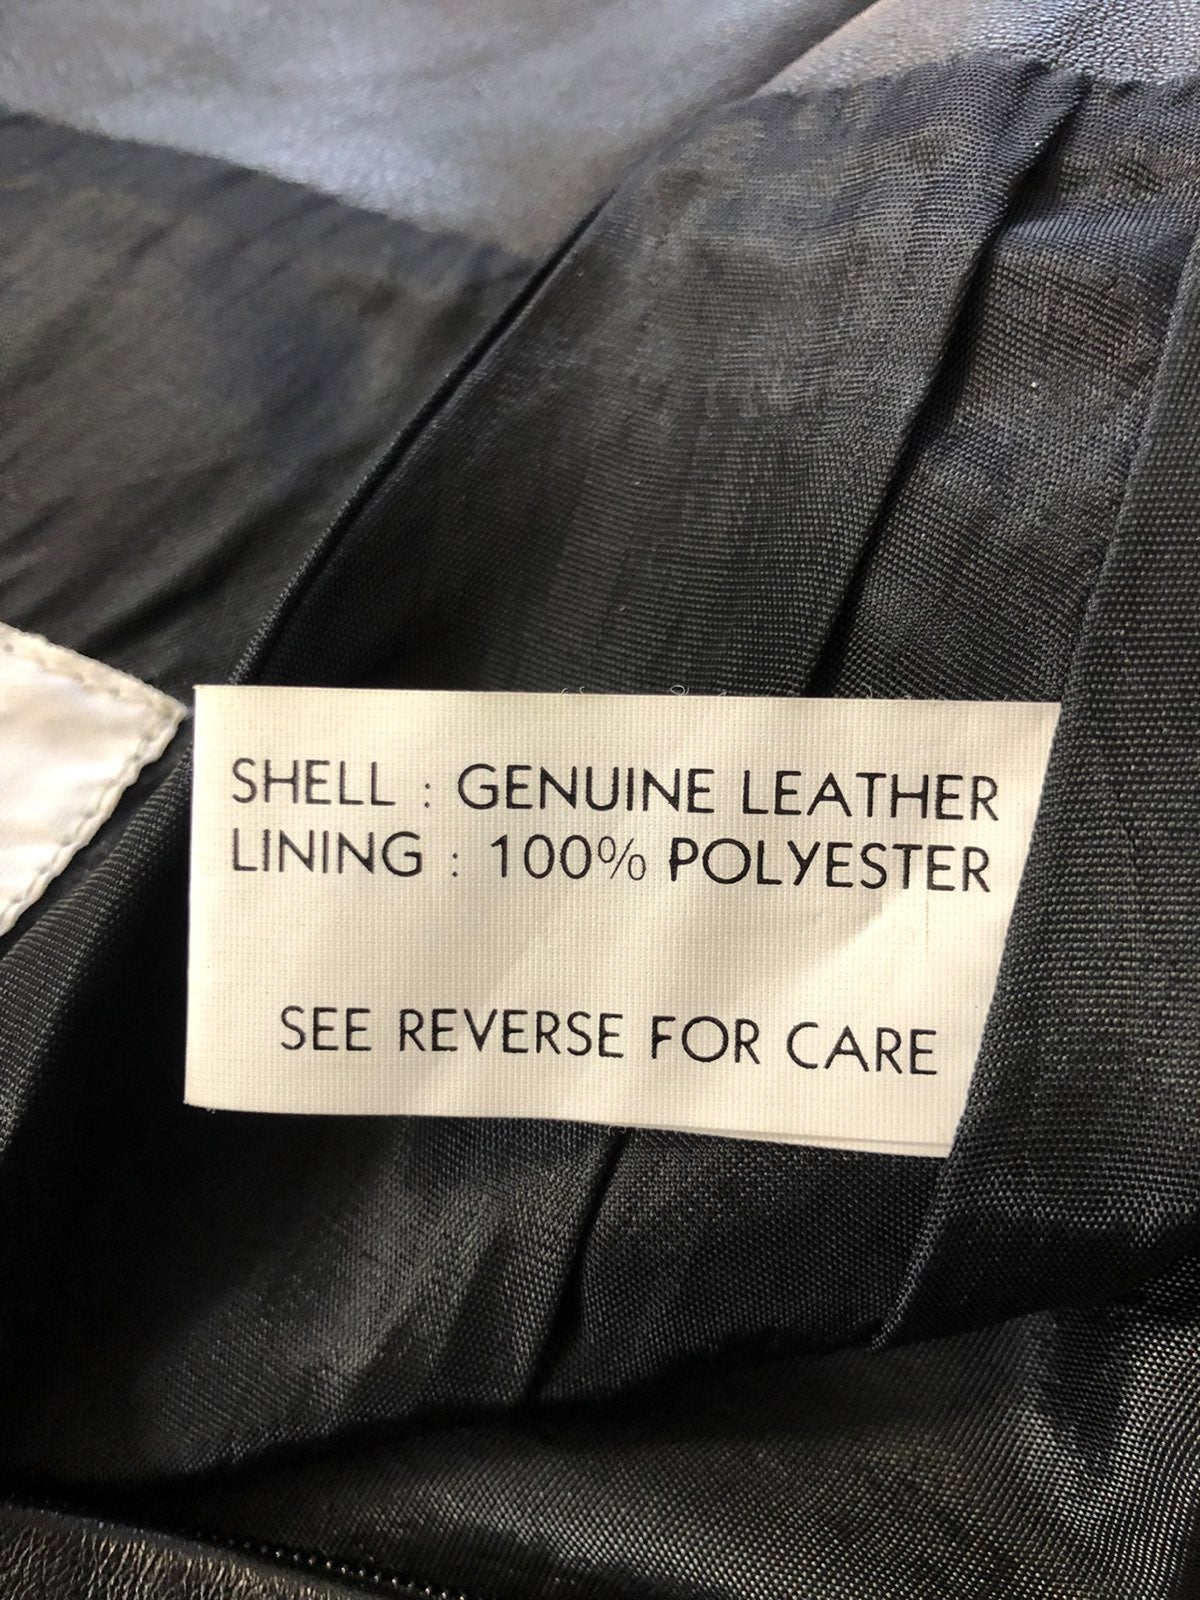 SHELL : GENUINE LEATHER
LINING : 100% POLYESTER
SEE REVERSE FOR CARE